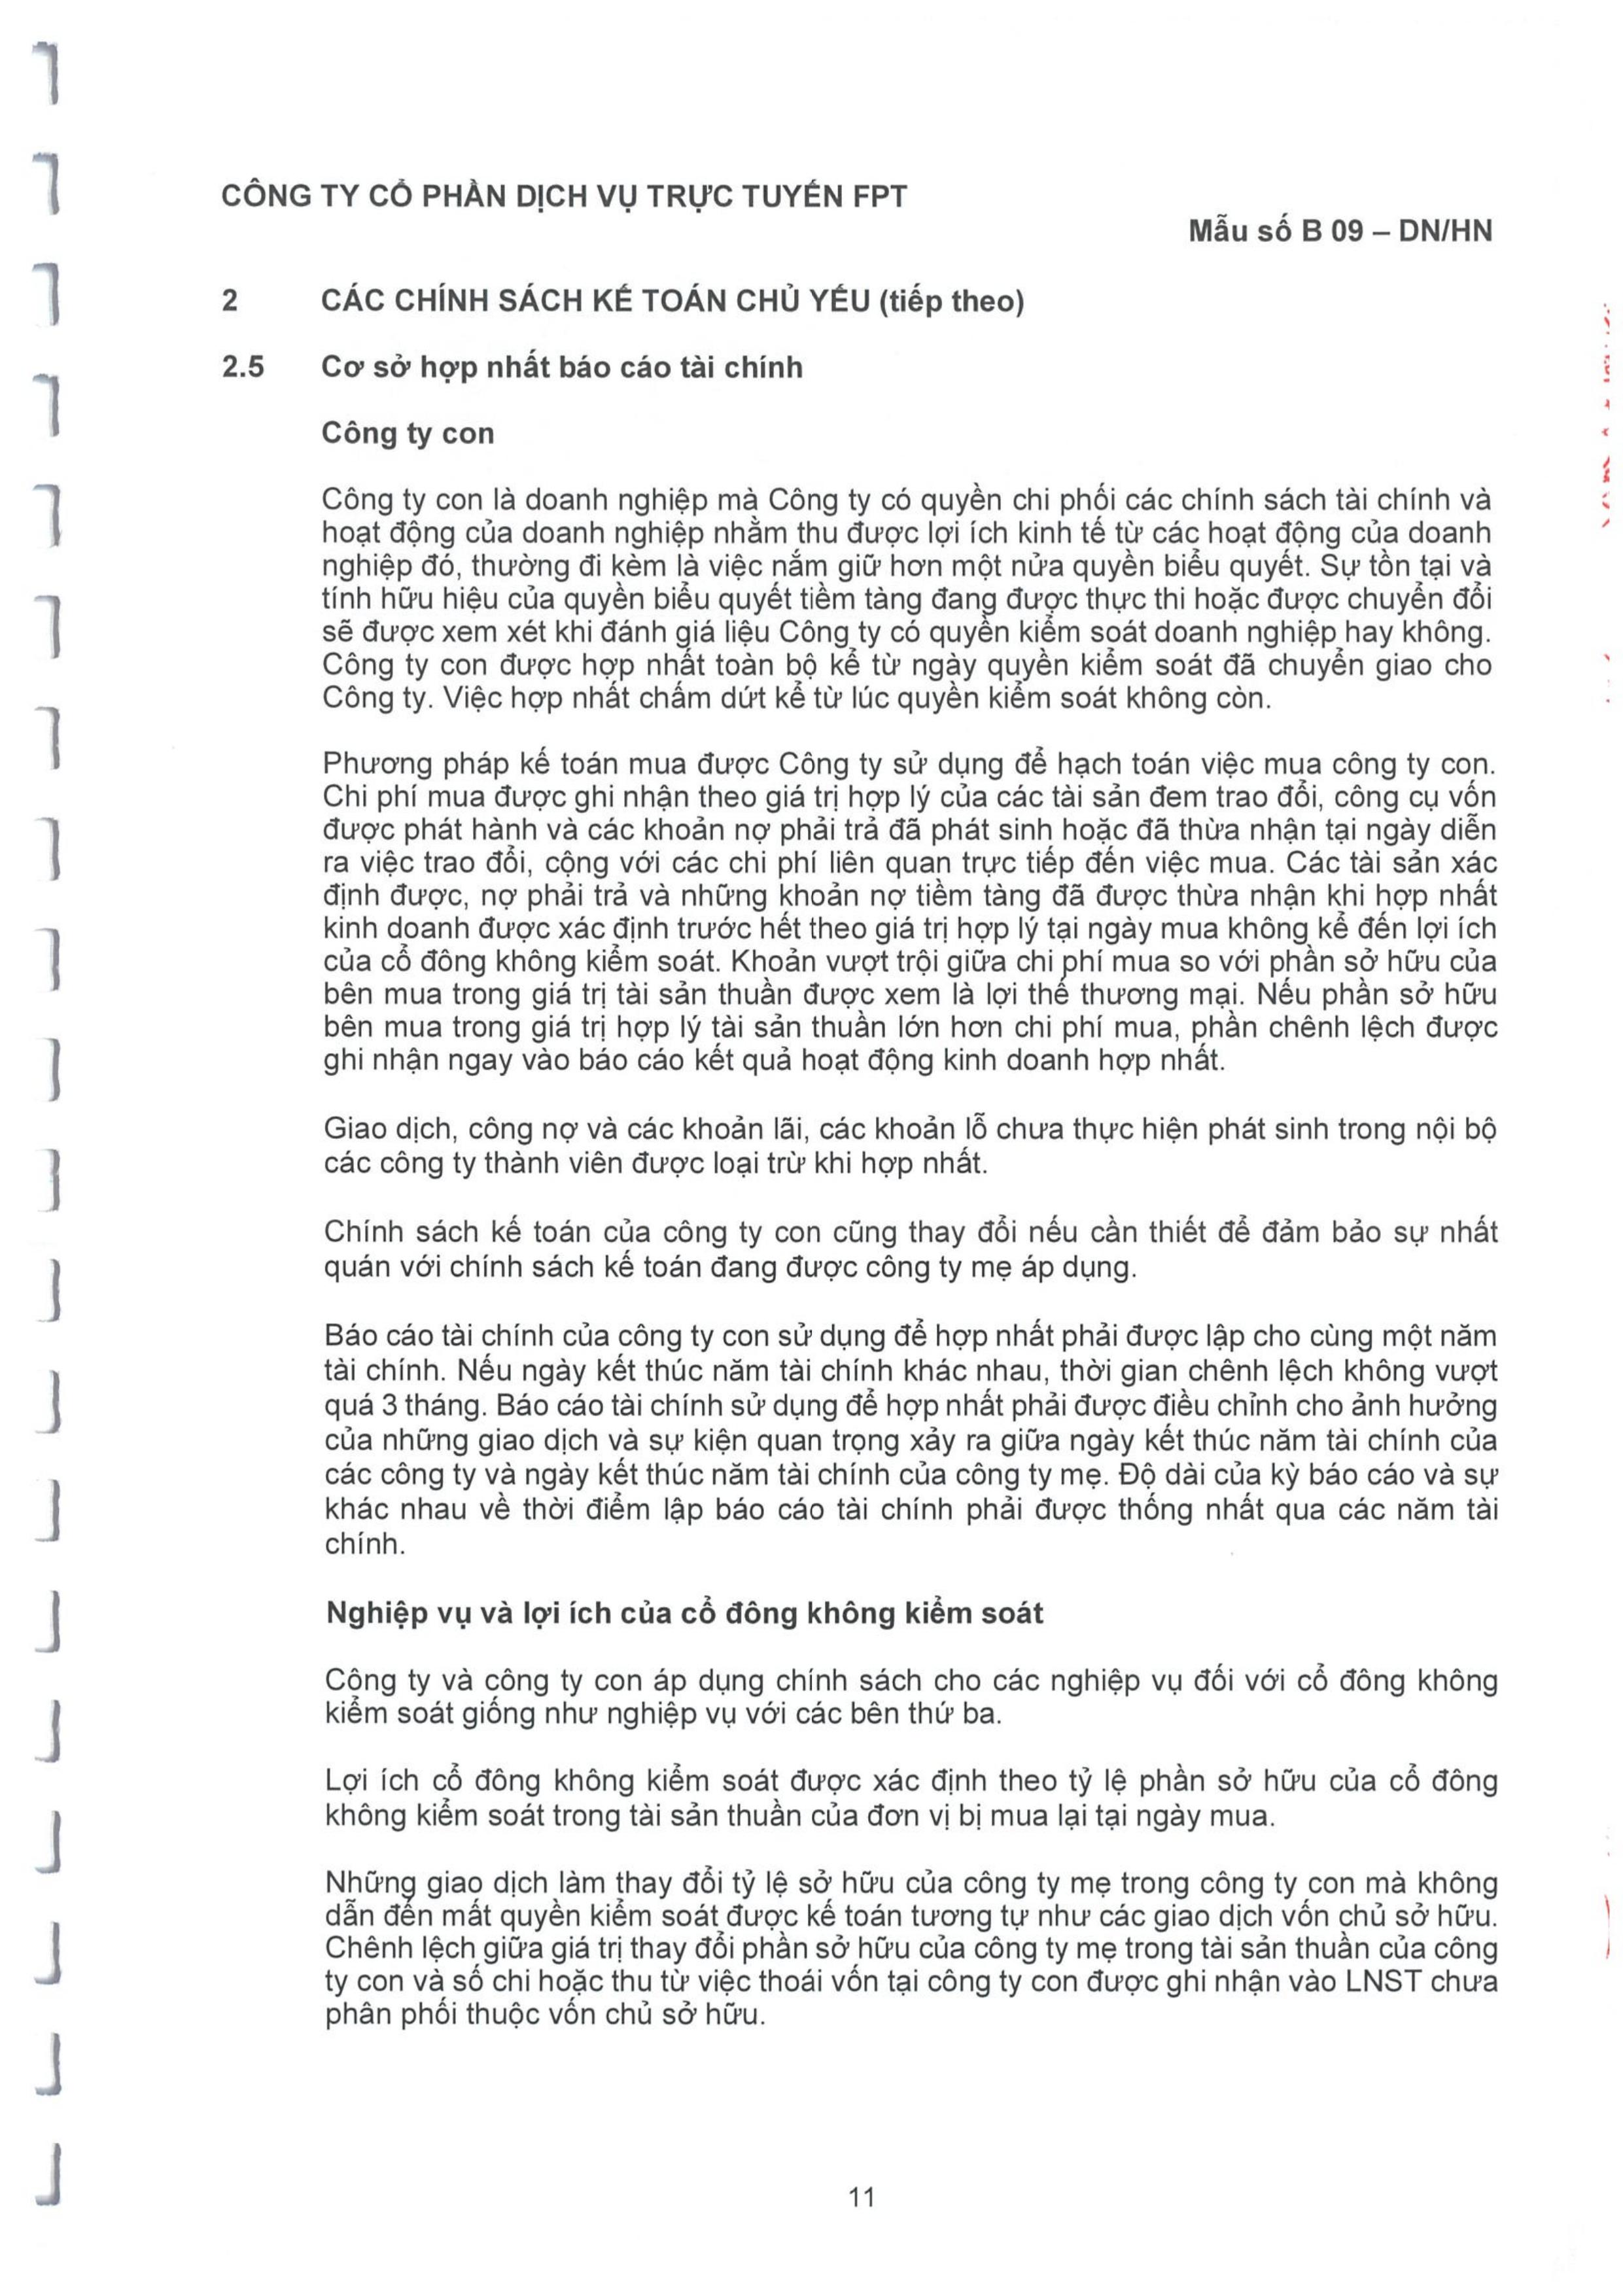 CÔNG TY CỔ PHẦN DỊCH VỤ TRỰC TUYẾN FPT
Mẫu số B 09 – DN/HN
2 CÁC CHÍNH SÁCH KẾ TOÁN CHỦ YẾU (tiếp theo)
2.5 Cơ sở hợp nhất báo cáo tài chính
Công ty con
Công ty con là doanh nghiệp mà Công ty có quyền chi phối các chính sách tài chính và
hoạt động của doanh nghiệp nhằm thu được lợi ích kinh tế từ các hoạt động của doanh
nghiệp đó, thường đi kèm là việc nắm giữ hơn một nửa quyền biểu quyết. Sự tồn tại và
tính hữu hiệu của quyền biểu quyết tiềm tàng đang được thực thi hoặc được chuyển đổi
sẽ được xem xét khi đánh giá liệu Công ty có quyền kiểm soát doanh nghiệp hay không.
Công ty con được hợp nhất toàn bộ kể từ ngày quyền kiểm soát đã chuyển giao cho
Công ty. Việc hợp nhất chấm dứt kể từ lúc quyền kiểm soát không còn.
Phương pháp kế toán mua được Công ty sử dụng để hạch toán việc mua công ty con.
Chi phí mua được ghi nhận theo giá trị hợp lý của các tài sản đem trao đổi, công cụ vốn
được phát hành và các khoản nợ phải trả đã phát sinh hoặc đã thừa nhận tại ngày diễn
ra việc trao đổi, cộng với các chi phí liên quan trực tiếp đến việc mua. Các tài sản xác
định được, nợ phải trả và những khoản nợ tiềm tàng đã được thừa nhận khi hợp nhất
kinh doanh được xác định trước hết theo giá trị hợp lý tại ngày mua không kể đến lợi ích
của cổ đông không kiểm soát. Khoản vượt trội giữa chi phí mua so với phần sở hữu của
bên mua trong giá trị tài sản thuần được xem là lợi thế thương mại. Nếu phần sở hữu
bên mua trong giá trị hợp lý tài sản thuần lớn hơn chi phí mua, phần chênh lệch được
ghi nhận ngay vào báo cáo kết quả hoạt động kinh doanh hợp nhất.
Giao dịch, công nợ và các khoản lãi, các khoản lỗ chưa thực hiện phát sinh trong nội bộ
các công ty thành viên được loại trừ khi hợp nhất.
Chính sách kế toán của công ty con cũng thay đổi nếu cần thiết để đảm bảo sự nhất
quán với chính sách kế toán đang được công ty mẹ áp dụng.
Báo cáo tài chính của công ty con sử dụng để hợp nhất phải được lập cho cùng một năm
tài chính. Nếu ngày kết thúc năm tài chính khác nhau, thời gian chênh lệch không vượt
quá 3 tháng. Báo cáo tài chính sử dụng để hợp nhất phải được điều chỉnh cho ảnh hưởng
của những giao dịch và sự kiện quan trọng xảy ra giữa ngày kết thúc năm tài chính của
các công ty và ngày kết thúc năm tài chính của công ty mẹ. Độ dài của kỳ báo cáo và sự
khác nhau về thời điểm lập báo cáo tài chính phải được thống nhất qua các năm tài
chính.
Nghiệp vụ và lợi ích của cổ đông không kiểm soát
Công ty và công ty con áp dụng chính sách cho các nghiệp vụ đối với cổ đông không
kiểm soát giống như nghiệp vụ với các bên thứ ba.
Lợi ích cổ đông không kiểm soát được xác định theo tỷ lệ phần sở hữu của cổ đông
không kiểm soát trong tài sản thuần của đơn vị bị mua lại tại ngày mua.
Những giao dịch làm thay đổi tỷ lệ sở hữu của công ty mẹ trong công ty con mà không
dẫn đến mất quyền kiểm soát được kế toán tương tự như các giao dịch vốn chủ sở hữu.
Chênh lệch giữa giá trị thay đổi phần sở hữu của công ty mẹ trong tài sản thuần của công
ty con và số chi hoặc thu từ việc thoái vốn tại công ty con được ghi nhận vào LNST chưa
phân phối thuộc vốn chủ sở hữu.
11